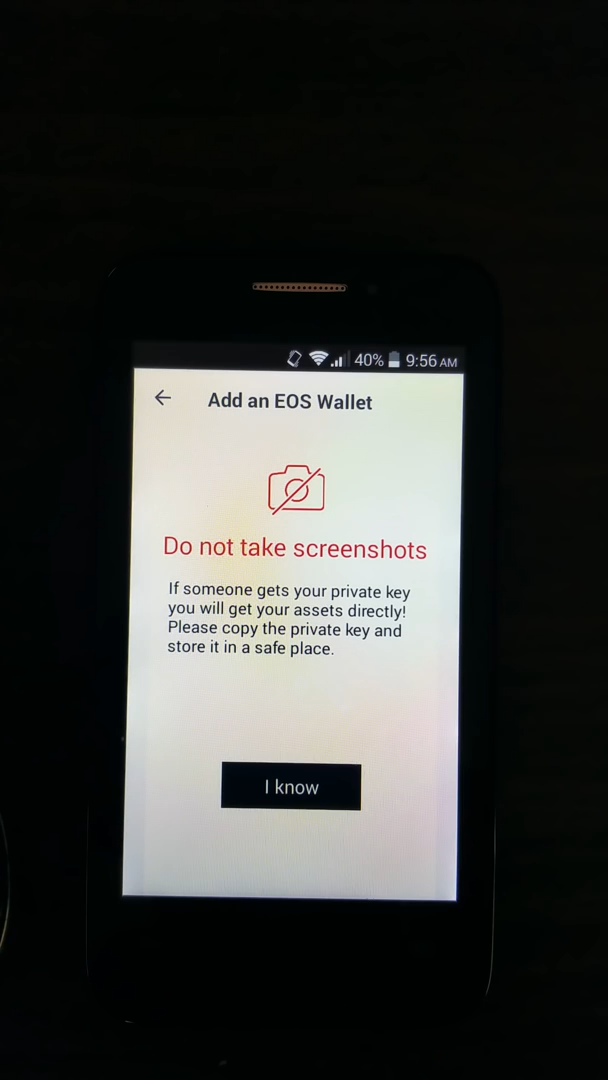 40% 9:56 AM
Add an EOS Wallet
Do not take screenshots
If someone gets your private key
you will get your assets directly!
Please copy the private key and
store it in a safe place.
I know